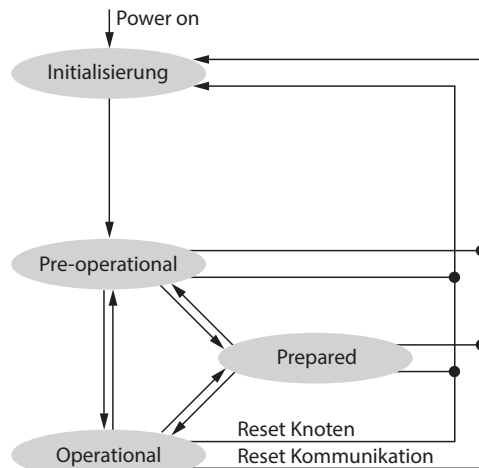 Power on
Initialisierung
Pre-operational
Prepared
Reset Knoten
Operational
Reset Kommunikation